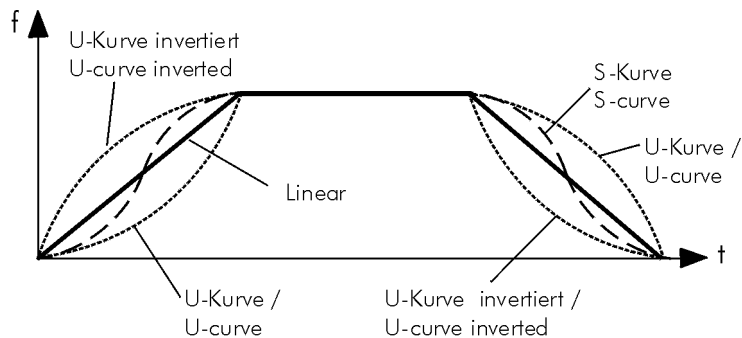 f
U-Kurve invertiert
U-curve inverted
S-Kurve
S-curve
U-Kurve /
U-curve
Linear
t
U-Kurve /
U-curve
U-Kurve invertiert /
U-curve inverted